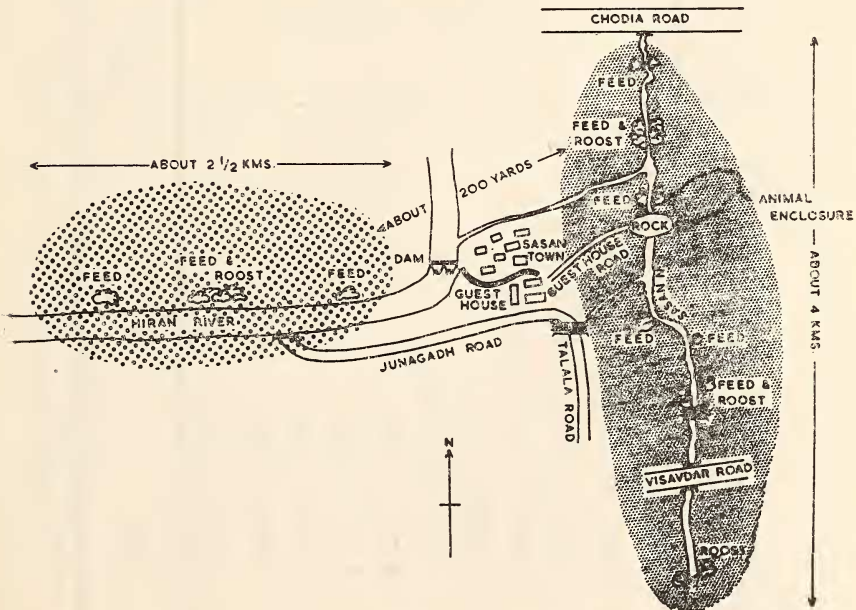 CHODIA ROAD
FEED
FEED &
ROOST
ABOUT 2 1/2 KMS.
ABOUT 200 YARDS
FEED
ANIMAL
ENCLOSURE
ROCK
SASAN
TOWN
DAM
GUEST HOUSE
ROAD
GUEST
HOUSE
FEED
FEED &
ROOST
FEED
HIRAN RIVER
SASAN N
ABOUT 4 KMS.
FEED
FEED
JUNAGADH ROAD
TALALA ROAD
FEED &
ROOST
N
VISAVDAR ROAD
ROOST